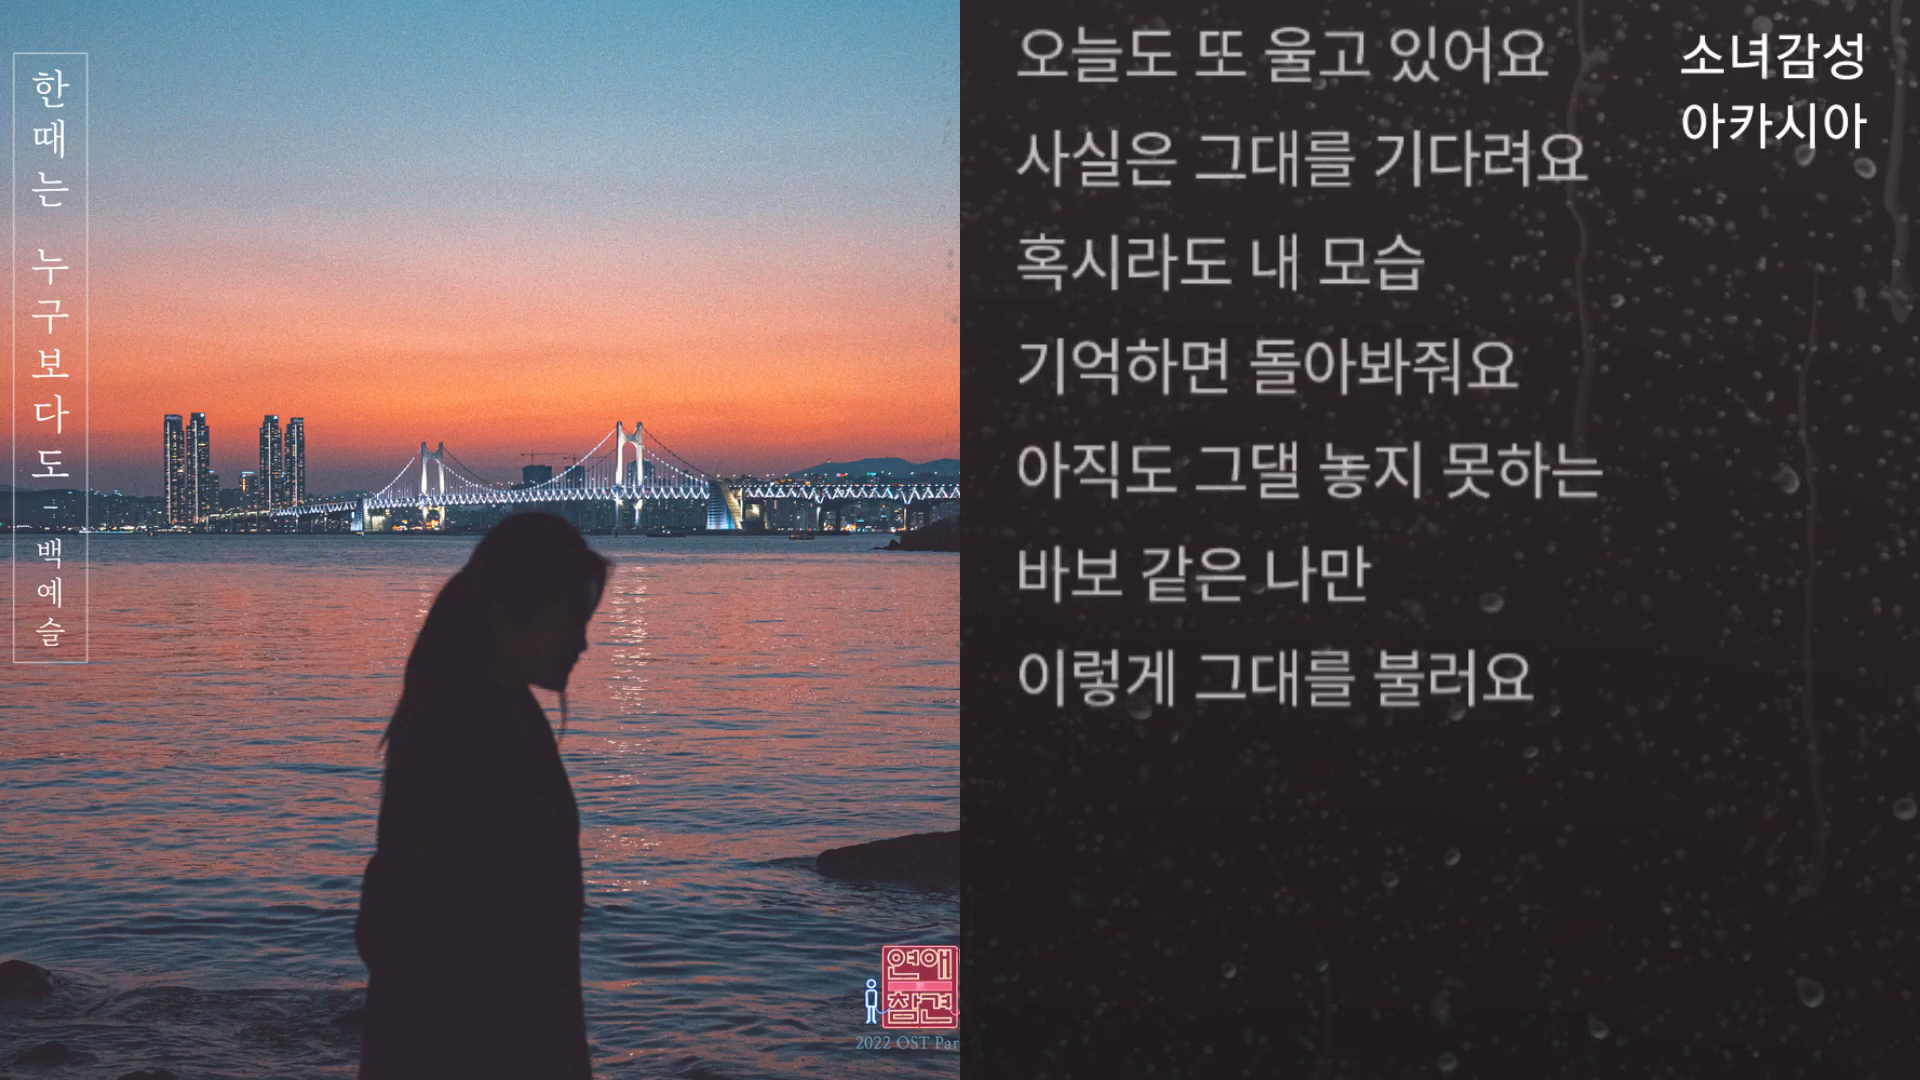 한때는 누구보다도 - 백예슬
오늘도 또 울고 있어요
사실은 그대를 기다려요
혹시라도 내 모습
기억하면 돌아봐줘요
아직도 그댈 놓지 못하는
바보 같은 나만
이렇게 그대를 불러요
소녀감성
아카시아
연애
참견
2022 OST Par